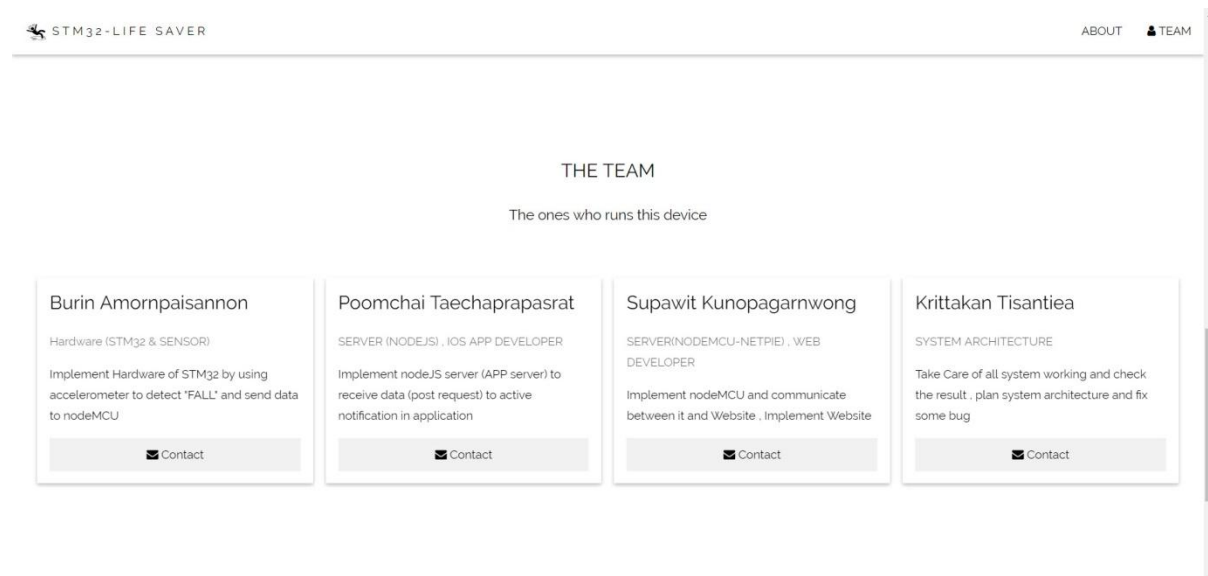 STM32-LIFE SAVER
ABOUT
TEAM
THE TEAM
The ones who runs this device
Burin Amornpaisannon
Hardware (STM32 & SENSOR)
Implement Hardware of STM32 by using
accelerometer to detect "FALL" and send data
to nodeMCU
Contact
Poomchai Taechaprapasrat
SERVER (NODEJS) , IOS APP DEVELOPER
Implement nodeJS server (APP server) to
receive data (post request) to active
notification in application
Contact
Supawit Kunopagarnwong
SERVER(NODEMCU-NETPIE) , WEB
DEVELOPER
Implement nodeMCU and communicate
between it and Website , Implement Website
Contact
Krittakan Tisantiea
SYSTEM ARCHITECTURE
Take Care of all system working and check
the result , plan system architecture and fix
some bug
Contact